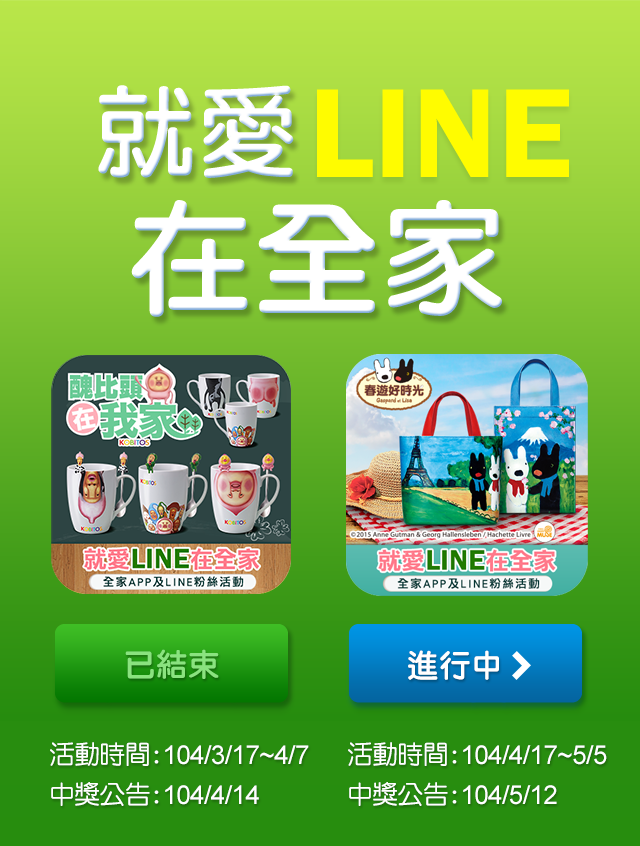 就愛LINE
在全家
醜比頭
在我家
KOBITOS
KOBITOS
KOBITOS
KOBITOS
就愛LINE在全家
全家APP及LINE粉絲活動
春遊好時光
Gaspard et Lisa
©2015 Anne Gutman & Georg Hallensleben / Hachette Livre
MUSE
就愛LINE在全家
全家APP及LINE粉絲活動
已結束
進行中
活動時間:104/3/17~4/7
中獎公告:104/4/14
活動時間:104/4/17~5/5
中獎公告:104/5/12